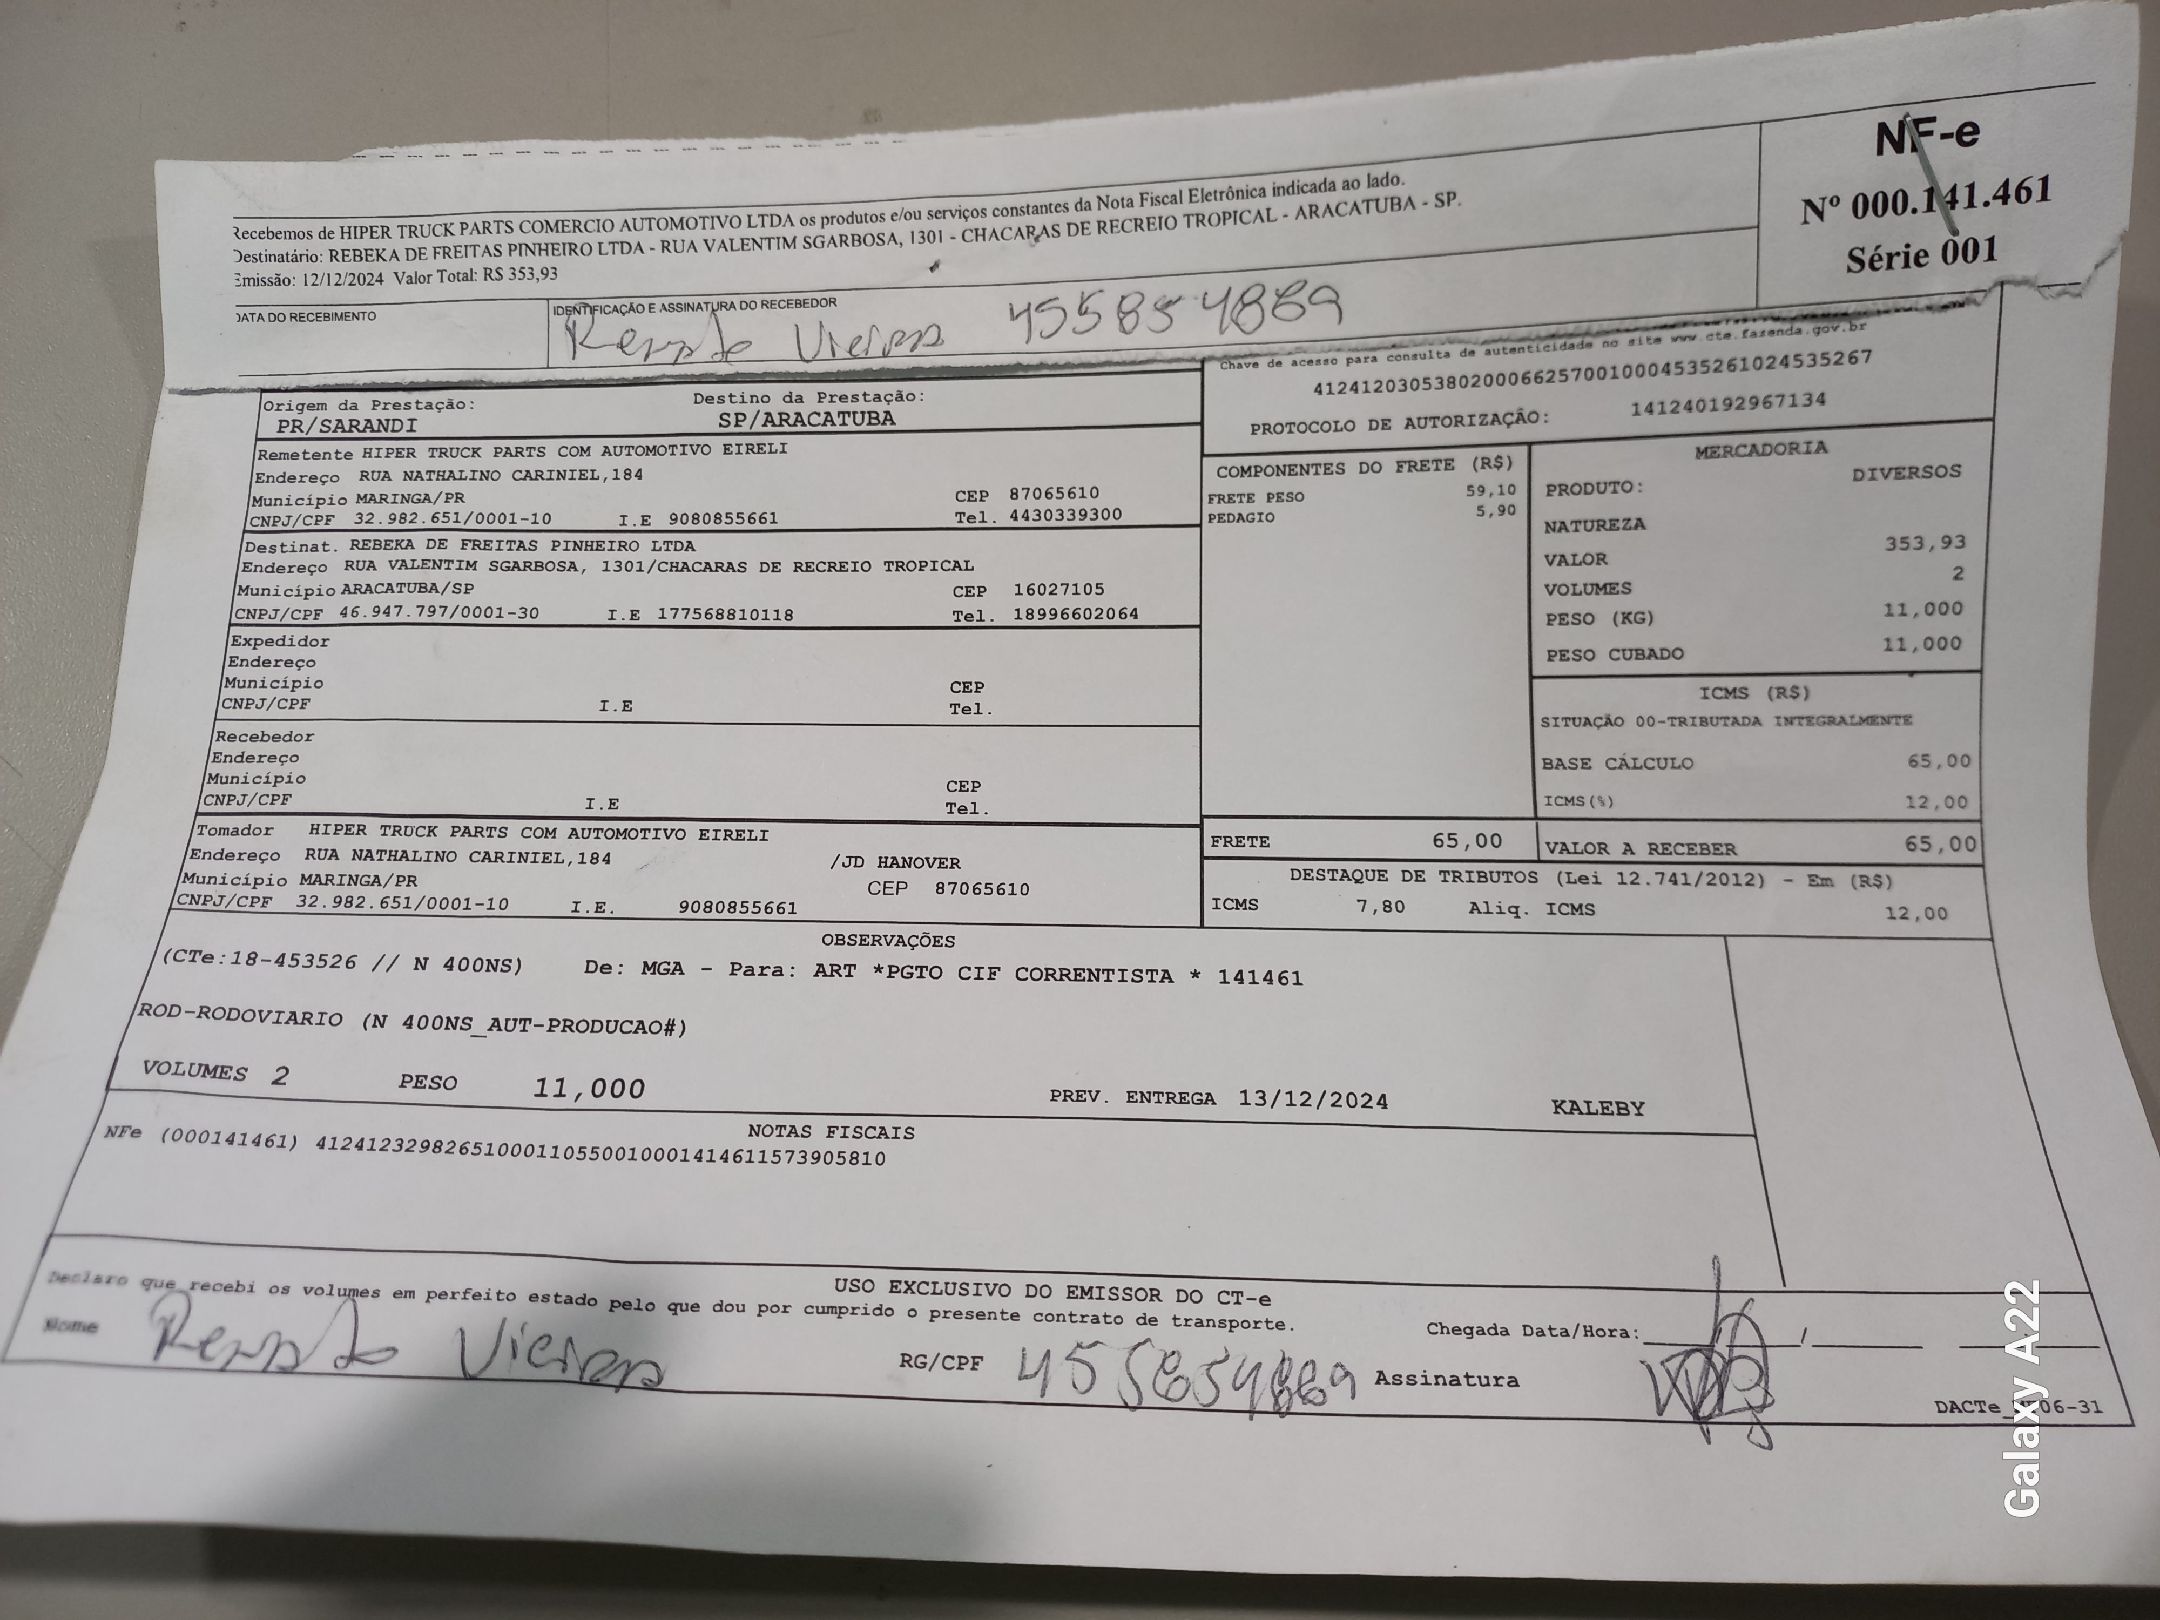 NF-e
Nº 000.141.461
Série 001
Recebemos de HIPER TRUCK PARTS COMERCIO AUTOMOTIVO LTDA os produtos e/ou serviços constantes da Nota Fiscal Eletrônica indicada ao lado.
Destinatário: REBEKA DE FREITAS PINHEIRO LTDA - RUA VALENTIM SGARBOSA, 1301 - CHACARAS DE RECREIO TROPICAL - ARACATUBA - SP.
Emissão: 12/12/2024 Valor Total: R$ 353,93
DATA DO RECEBIMENTO
IDENTIFICAÇÃO E ASSINATURA DO RECEBEDOR
Renato Vieira 455854889
Chave de acesso para consulta de autenticidade no site www.cte.fazenda.gov.br
41241203053802000662570010004535261024535267
PROTOCOLO DE AUTORIZAÇÃO: 141240192967134
Origem da Prestação: Destino da Prestação:
PR/SARANDI SP/ARACATUBA
Remetente HIPER TRUCK PARTS COM AUTOMOTIVO EIRELI
Endereço RUA NATHALINO CARINIEL,184
Município MARINGA/PR CEP 87065610
CNPJ/CPF 32.982.651/0001-10 I.E 9080855661 Tel. 4430339300
Destinat. REBEKA DE FREITAS PINHEIRO LTDA
Endereço RUA VALENTIM SGARBOSA, 1301/CHACARAS DE RECREIO TROPICAL
Município ARACATUBA/SP CEP 16027105
CNPJ/CPF 46.947.797/0001-30 I.E 177568810118 Tel. 18996602064
Expedidor
Endereço
Município CEP
CNPJ/CPF I.E Tel.
Recebedor
Endereço
Município CEP
CNPJ/CPF I.E Tel.
Tomador HIPER TRUCK PARTS COM AUTOMOTIVO EIRELI
Endereço RUA NATHALINO CARINIEL,184 /JD HANOVER
Município MARINGA/PR CEP 87065610
CNPJ/CPF 32.982.651/0001-10 I.E. 9080855661
COMPONENTES DO FRETE (R$)
FRETE PESO 59,10
PEDAGIO 5,90
MERCADORIA
PRODUTO: DIVERSOS
NATUREZA
VALOR 353,93
VOLUMES 2
PESO (KG) 11,000
PESO CUBADO 11,000
ICMS (R$)
SITUAÇÃO 00-TRIBUTADA INTEGRALMENTE
BASE CÁLCULO 65,00
ICMS(%) 12,00
FRETE 65,00 VALOR A RECEBER 65,00
DESTAQUE DE TRIBUTOS (Lei 12.741/2012) - Em (R$)
ICMS 7,80 Aliq. ICMS 12,00
OBSERVAÇÕES
(CTe:18-453526 // N 400NS) De: MGA - Para: ART *PGTO CIF CORRENTISTA * 141461
ROD-RODOVIARIO (N 400NS_AUT-PRODUCAO#)
VOLUMES 2 PESO 11,000 PREV. ENTREGA 13/12/2024 KALEBY
NOTAS FISCAIS
NFe (000141461) 41241232982651000110550010001414611573905810
USO EXCLUSIVO DO EMISSOR DO CT-e
Declaro que recebi os volumes em perfeito estado pelo que dou por cumprido o presente contrato de transporte.
Nome Renato Vieira RG/CPF 455854889 Assinatura
Chegada Data/Hora: / 
Galaxy A22